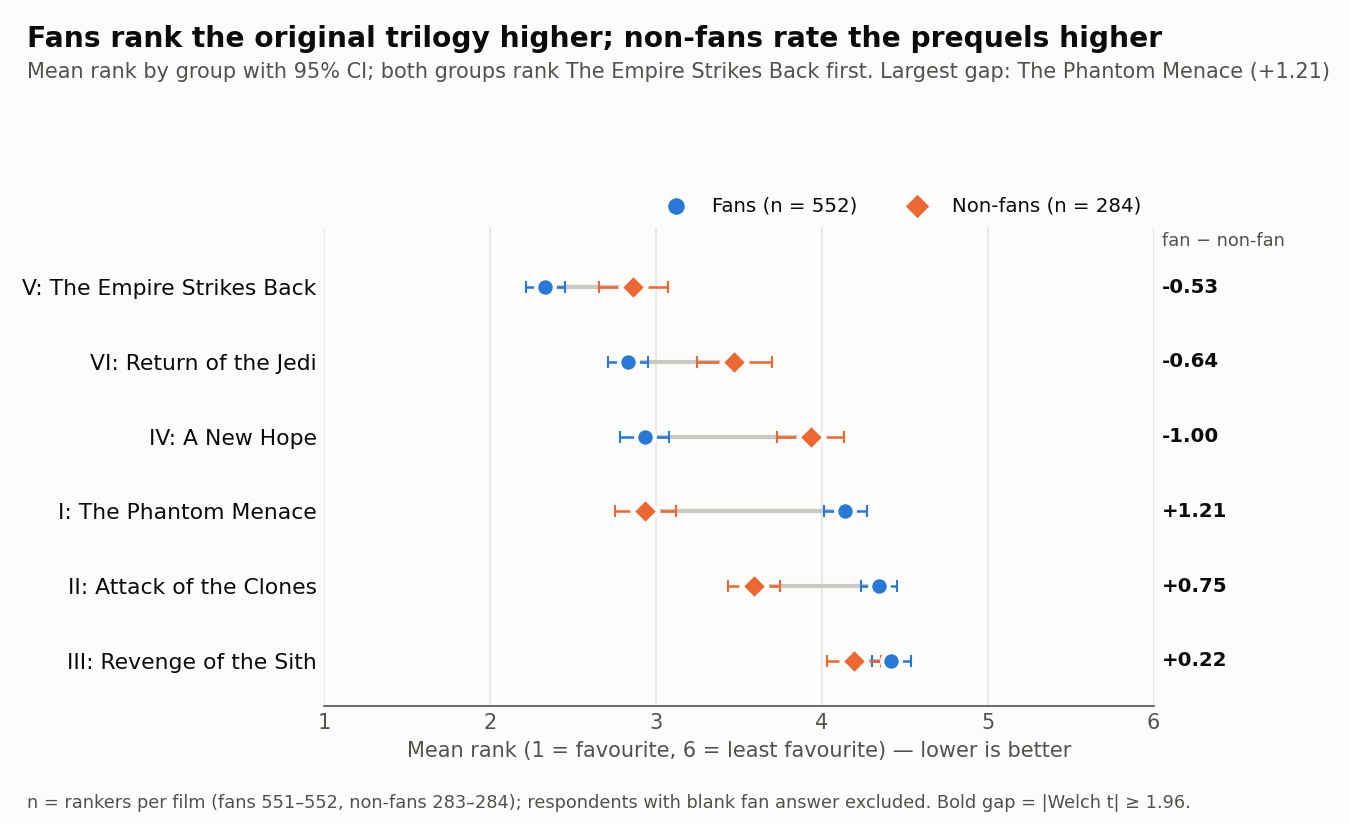 Fans rank the original trilogy higher; non-fans rate the prequels higher
Mean rank by group with 95% CI; both groups rank The Empire Strikes Back first. Largest gap: The Phantom Menace (+1.21)
Fans (n = 552)
Non-fans (n = 284)
fan − non-fan
V: The Empire Strikes Back
-0.53
VI: Return of the Jedi
-0.64
IV: A New Hope
-1.00
I: The Phantom Menace
+1.21
II: Attack of the Clones
+0.75
III: Revenge of the Sith
+0.22
1 2 3 4 5 6
Mean rank (1 = favourite, 6 = least favourite) — lower is better
n = rankers per film (fans 551–552, non-fans 283–284); respondents with blank fan answer excluded. Bold gap = |Welch t| ≥ 1.96.